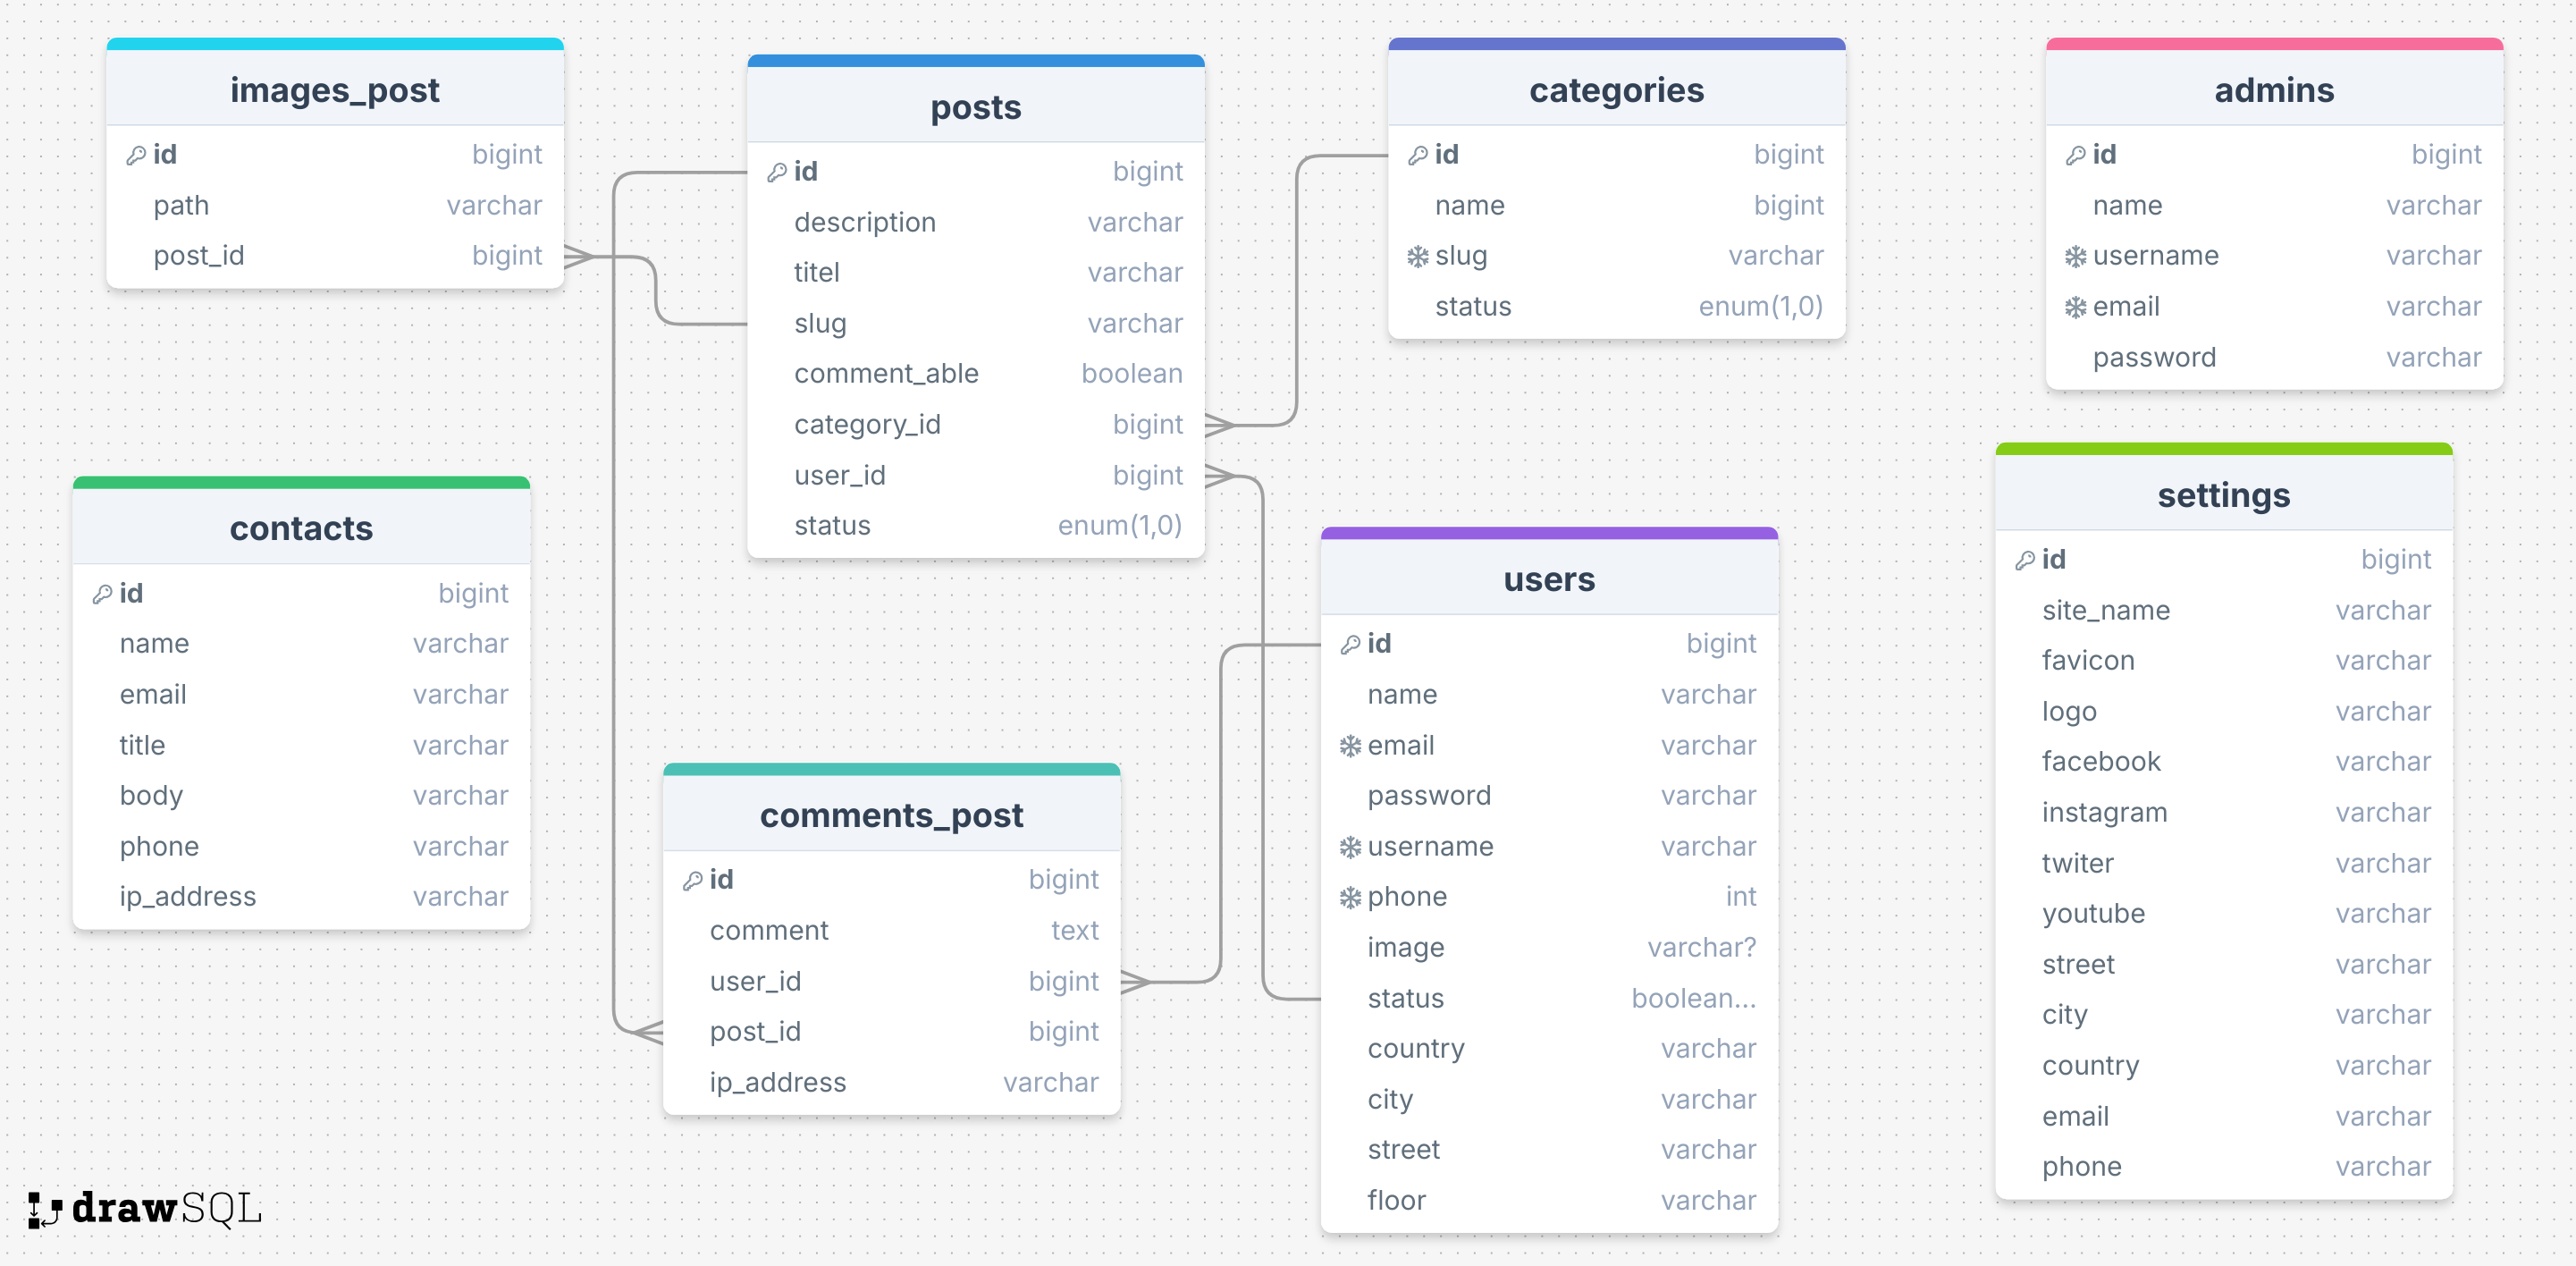 images_post
id bigint
path varchar
post_id bigint
posts
id bigint
description varchar
titel varchar
slug varchar
comment_able boolean
category_id bigint
user_id bigint
status enum(1,0)
categories
id bigint
name bigint
slug varchar
status enum(1,0)
admins
id bigint
name varchar
username varchar
email varchar
password varchar
contacts
id bigint
name varchar
email varchar
title varchar
body varchar
phone varchar
ip_address varchar
comments_post
id bigint
comment text
user_id bigint
post_id bigint
ip_address varchar
users
id bigint
name varchar
email varchar
password varchar
username varchar
phone int
image varchar?
status boolean...
country varchar
city varchar
street varchar
floor varchar
settings
id bigint
site_name varchar
favicon varchar
logo varchar
facebook varchar
instagram varchar
twiter varchar
youtube varchar
street varchar
city varchar
country varchar
email varchar
phone varchar
drawSQL